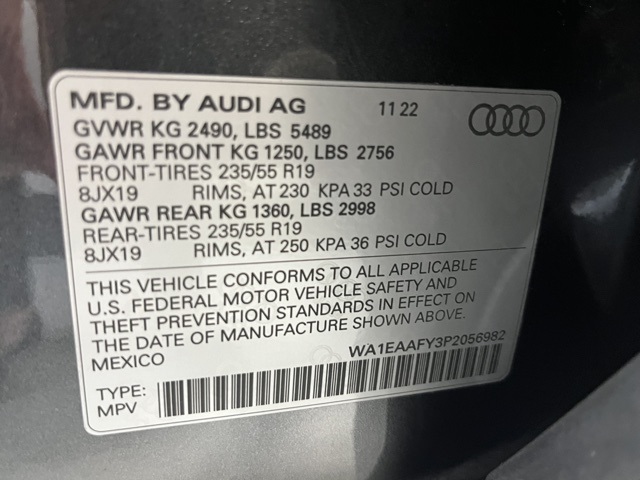 MFD. BY AUDI AG 11 22
GVWR KG 2490, LBS 5489
GAWR FRONT KG 1250, LBS 2756
FRONT-TIRES 235/55 R19
8JX19 RIMS, AT 230 KPA 33 PSI COLD
GAWR REAR KG 1360, LBS 2998
REAR-TIRES 235/55 R19
8JX19 RIMS, AT 250 KPA 36 PSI COLD
THIS VEHICLE CONFORMS TO ALL APPLICABLE
U.S. FEDERAL MOTOR VEHICLE SAFETY AND
THEFT PREVENTION STANDARDS IN EFFECT ON
THE DATE OF MANUFACTURE SHOWN ABOVE.
MEXICO WA1EAAFY3P2056982
TYPE:
MPV